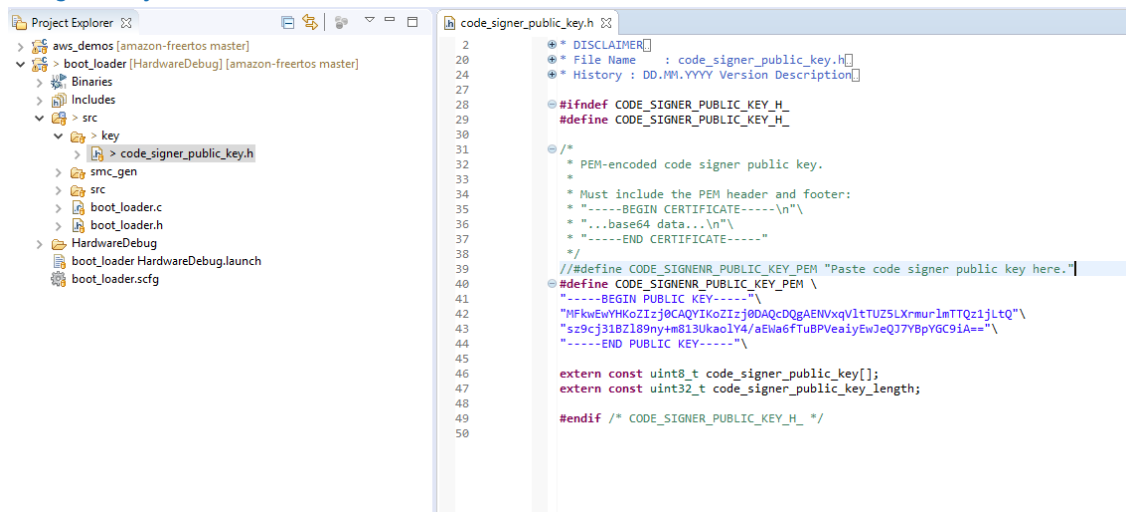 Project Explorer
aws_demos [amazon-freertos master]
> boot_loader [HardwareDebug] [amazon-freertos master]
Binaries
Includes
> src
> key
> code_signer_public_key.h
smc_gen
src
boot_loader.c
boot_loader.h
HardwareDebug
boot_loader HardwareDebug.launch
boot_loader.scfg
code_signer_public_key.h
2 * DISCLAIMER
20 * File Name : code_signer_public_key.h
24 * History : DD.MM.YYYY Version Description
27
28 #ifndef CODE_SIGNER_PUBLIC_KEY_H_
29 #define CODE_SIGNER_PUBLIC_KEY_H_
30
31 /*
32 * PEM-encoded code signer public key.
33 *
34 * Must include the PEM header and footer:
35 * "-----BEGIN CERTIFICATE-----\n"\
36 * "...base64 data...\n"\
37 * "-----END CERTIFICATE-----"
38 */
39 //#define CODE_SIGNENR_PUBLIC_KEY_PEM "Paste code signer public key here."
40 #define CODE_SIGNENR_PUBLIC_KEY_PEM \
41 "-----BEGIN PUBLIC KEY-----"\
42 "MFkwEwYHKoZIzj0CAQYIKoZIzj0DAQcDQgAENVxqVltTUZ5LXrmurlmTTQz1jLtQ"\
43 "sz9cj31BZl89ny+m813UkaolY4/aEWa6fTuBPVeaiyEwJeQJ7YBpYGC9iA=="\
44 "-----END PUBLIC KEY-----"\
45
46 extern const uint8_t code_signer_public_key[];
47 extern const uint32_t code_signer_public_key_length;
48
49 #endif /* CODE_SIGNER_PUBLIC_KEY_H_ */
50